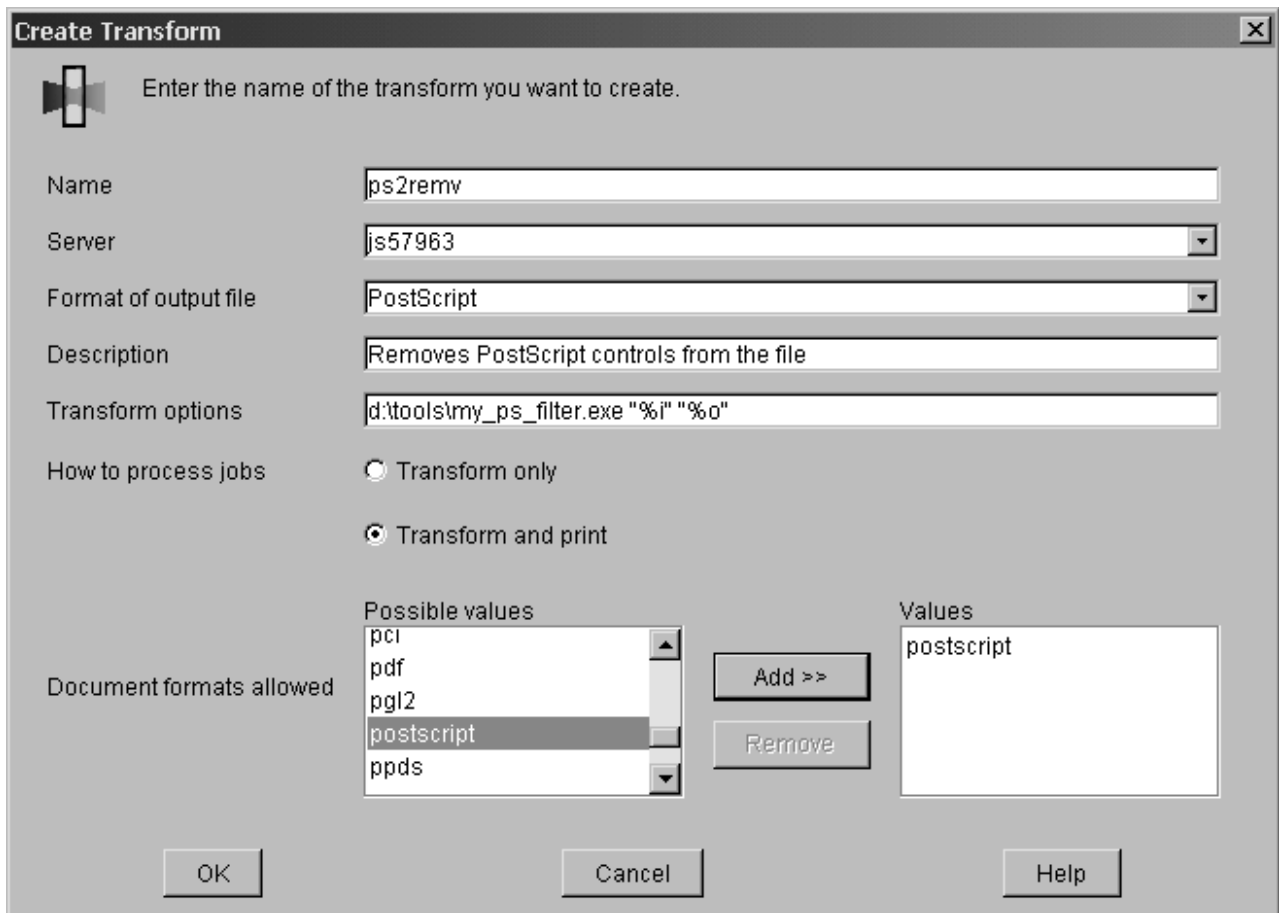 Create Transform
Enter the name of the transform you want to create.
Name
ps2remv
Server
js57963
Format of output file
PostScript
Description
Removes PostScript controls from the file
Transform options
d:\tools\my_ps_filter.exe "%i" "%o"
How to process jobs
Transform only
Transform and print
Document formats allowed
Possible values
pdf
pgl2
postscript
ppds
Add >>
Remove
Values
postscript
OK
Cancel
Help